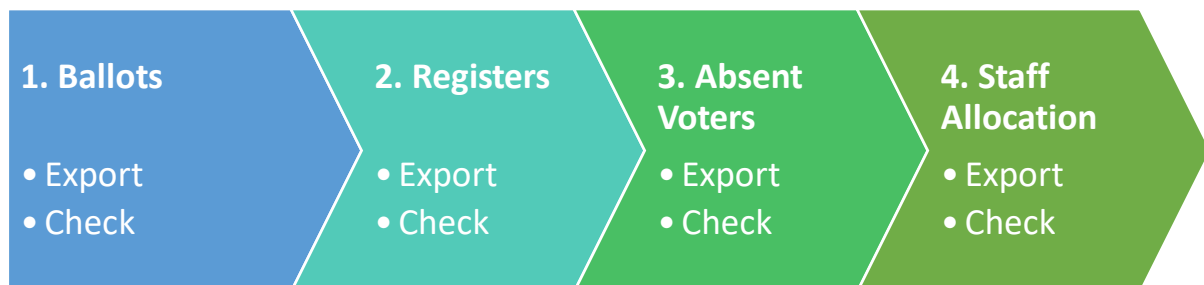 1. Ballots
• Export
• Check
2. Registers
• Export
• Check
3. Absent
Voters
• Export
• Check
4. Staff
Allocation
• Export
• Check